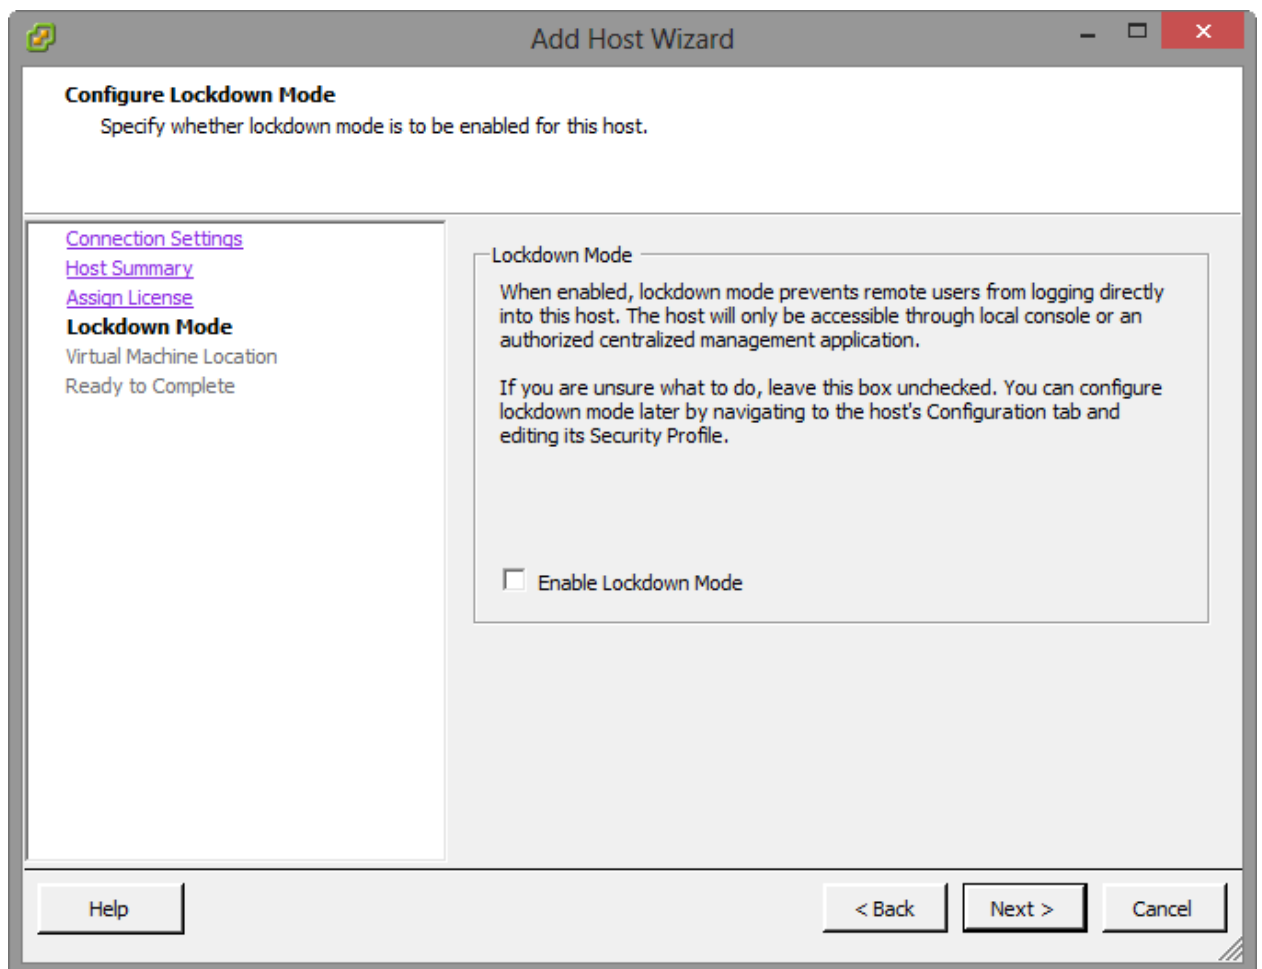 Add Host Wizard
Configure Lockdown Mode
Specify whether lockdown mode is to be enabled for this host.
Connection Settings
Host Summary
Assign License
Lockdown Mode
Virtual Machine Location
Ready to Complete
Lockdown Mode
When enabled, lockdown mode prevents remote users from logging directly
into this host. The host will only be accessible through local console or an
authorized centralized management application.
If you are unsure what to do, leave this box unchecked. You can configure
lockdown mode later by navigating to the host's Configuration tab and
editing its Security Profile.
Enable Lockdown Mode
Help
< Back
Next >
Cancel